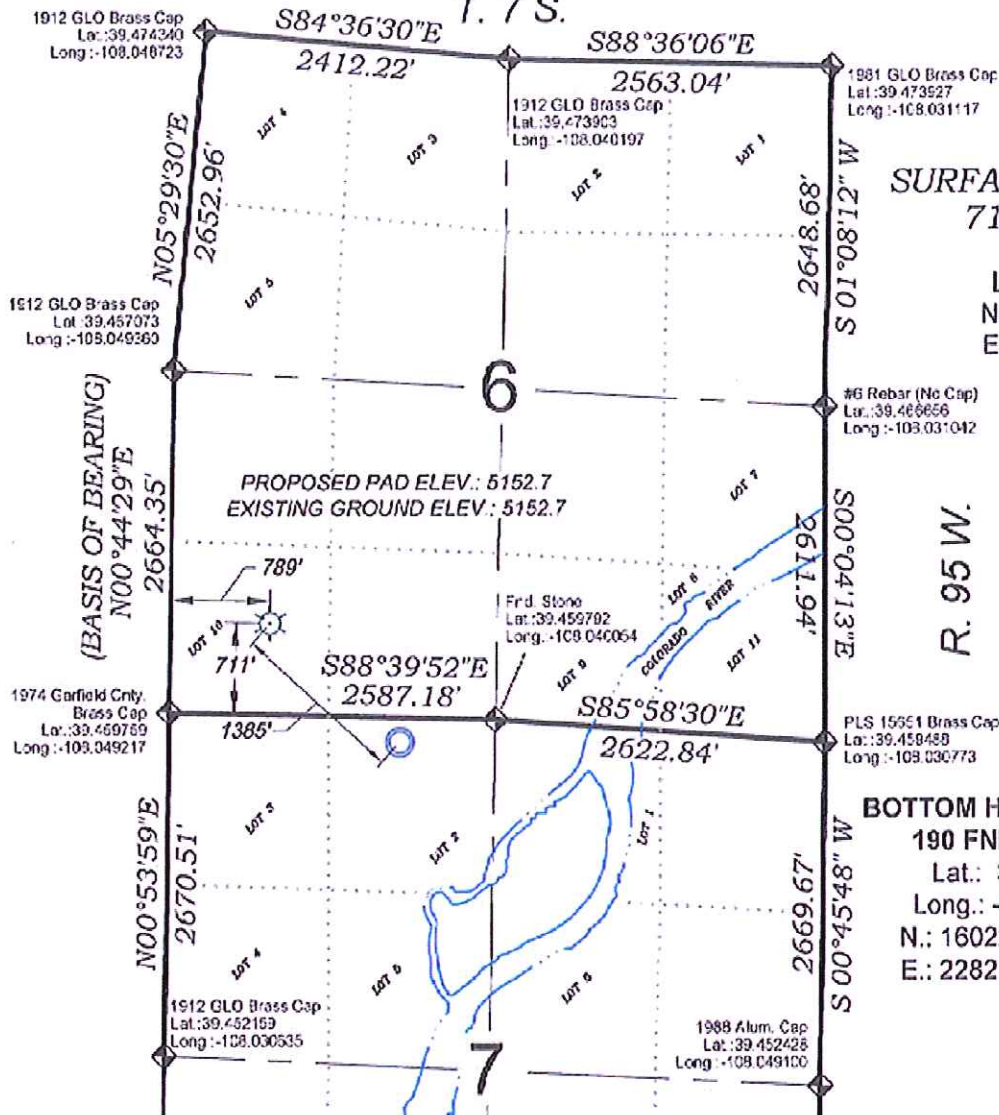 T. 7 S.
1912 GLO Brass Cap
Lat.:39.474340
Long.:-108.048723
S84°36'30"E
2412.22'
S88°36'06"E
2563.04'
1912 GLO Brass Cap
Lat.:39.473903
Long.:-108.040197
1981 GLO Brass Cap
Lat.:39.473927
Long.:-108.031117
LOT 4
LOT 3
LOT 2
LOT 1
N05°29'30"E
2652.96'
2648.68'
S 01°08'12" W
SURFA
71
L
N
E
LOT 5
1912 GLO Brass Cap
Lat.:39.467073
Long.:-108.049360
6
#6 Rebar (No Cap)
Lat.:39.466656
Long.:-108.031042
(BASIS OF BEARING)
N00°44'29"E
2664.35'
PROPOSED PAD ELEV.: 5152.7
EXISTING GROUND ELEV.: 5152.7
LOT 7
2611.94'
S00°04'13"E
R. 95 W.
789'
LOT 10
711'
1385'
Fnd. Stone
Lat.:39.459792
Long.:-108.040064
LOT 8
COLORADO RIVER
LOT 9
LOT 11
S88°39'52"E
2587.18'
S85°58'30"E
2622.84'
1974 Garfield Cnty.
Brass Cap
Lat.:39.459759
Long.:-108.049217
PLS 15651 Brass Cap
Lat.:39.459488
Long.:-108.030773
N00°53'59"E
2670.51'
LOT 3
LOT 2
LOT 1
2669.67'
S 00°45'48" W
BOTTOM H
190 FN
Lat.:
Long.: -
N.: 1602
E.: 2282
LOT 4
LOT 5
LOT 5
1912 GLO Brass Cap
Lat.:39.452159
Long.:-108.030635
7
1988 Alum. Cap
Lat.:39.452428
Long.:-108.049100